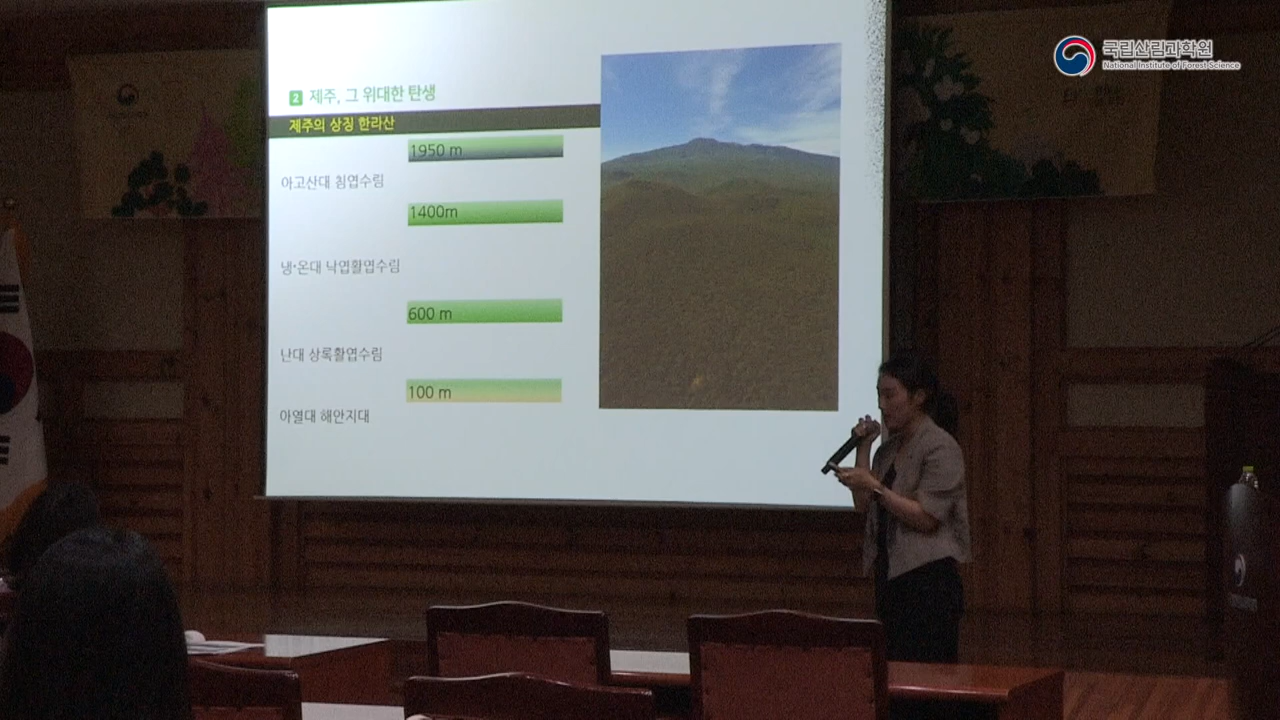 국립산림과학원
National Institute of Forest Science
2 제주, 그 위대한 탄생
제주의 상징 한라산
1950 m
아고산대 침엽수림
1400m
냉·온대 낙엽활엽수림
600 m
난대 상록활엽수림
100 m
아열대 해안지대